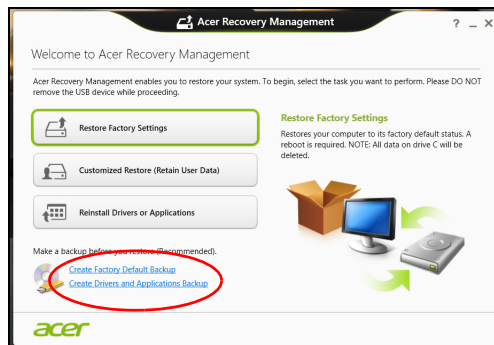 Acer Recovery Management
? _ X
Welcome to Acer Recovery Management
Acer Recovery Management enables you to restore your system. To begin, select the task you want to perform. Please DO NOT
remove the USB device while proceeding.
Restore Factory Settings
Customized Restore (Retain User Data)
Reinstall Drivers or Applications
Restore Factory Settings
Restores your computer to its factory default status. A
reboot is required. NOTE: All data on drive C will be
deleted.
Make a backup before you restore (Recommended).
Create Factory Default Backup
Create Drivers and Applications Backup
acer